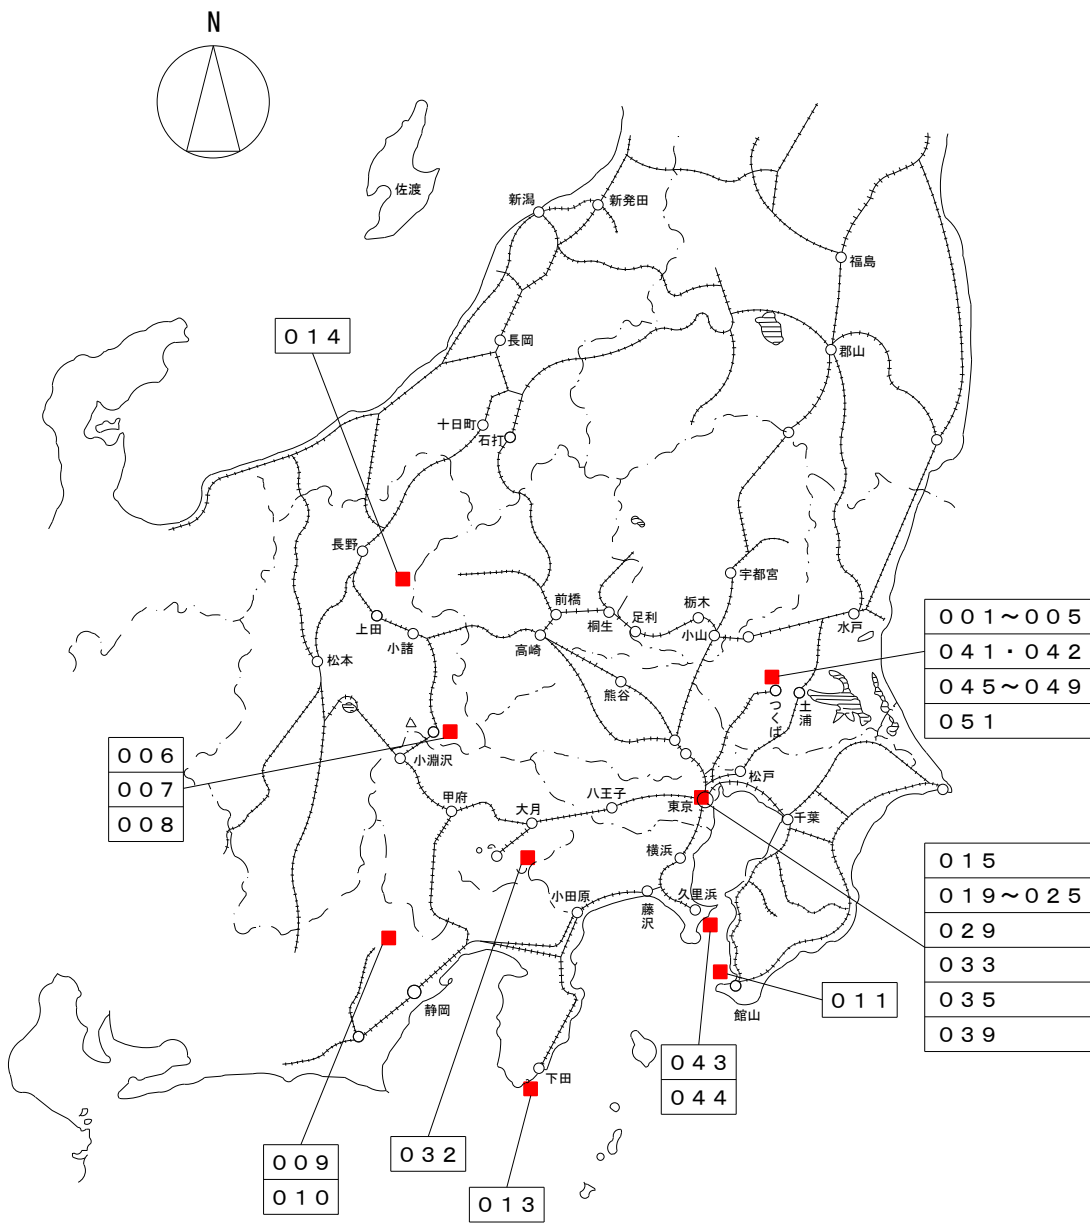 N
佐渡
新潟
新発田
福島
０１４
長岡
郡山
十日町
石打
長野
宇都宮
前橋
桐生
足利
栃木
小山
水戸
上田
小諸
高崎
００１～００５
０４１・０４２
０４５～０４９
０５１
松本
熊谷
つくば
土浦
００６
００７
００８
小淵沢
松戸
甲府
大月
八王子
東京
千葉
横浜
小田原
藤沢
久里浜
０１５
０１９～０２５
０２９
０３３
０３５
０３９
０１１
館山
静岡
下田
０４３
０４４
００９
０１０
０３２
０１３